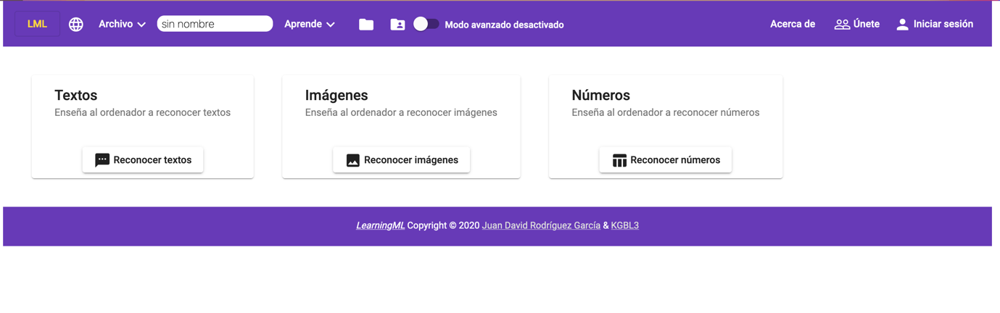 LML Archivo sin nombre Aprende Modo avanzado desactivado Acerca de Únete Iniciar sesión
Textos
Enseña al ordenador a reconocer textos
Reconocer textos
Imágenes
Enseña al ordenador a reconocer imágenes
Reconocer imágenes
Números
Enseña al ordenador a reconocer números
Reconocer números
LearningML Copyright © 2020 Juan David Rodríguez García & KGBL3